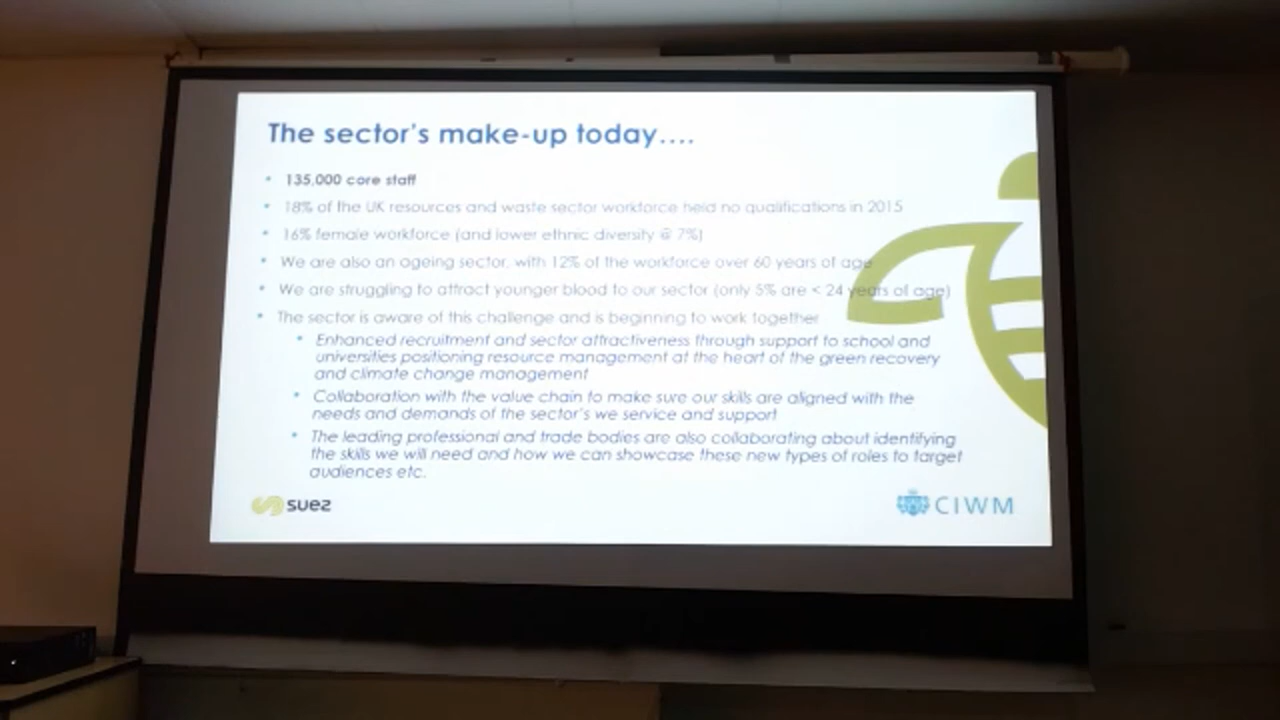 The sector's make-up today....
• 135,000 core staff
• 18% of the UK resources and waste sector workforce held no qualifications in 2015
• 16% female workforce (and lower ethnic diversity @ 7%)
• We are also an ageing sector, with 12% of the workforce over 60 years of age
• We are struggling to attract younger blood to our sector (only 5% are < 24 years of age)
• The sector is aware of this challenge and is beginning to work together
• Enhanced recruitment and sector attractiveness through support to school and
universities positioning resource management at the heart of the green recovery
and climate change management
• Collaboration with the value chain to make sure our skills are aligned with the
needs and demands of the sector's we service and support
• The leading professional and trade bodies are also collaborating about identifying
the skills we will need and how we can showcase these new types of roles to target
audiences etc.
suez
CIWM